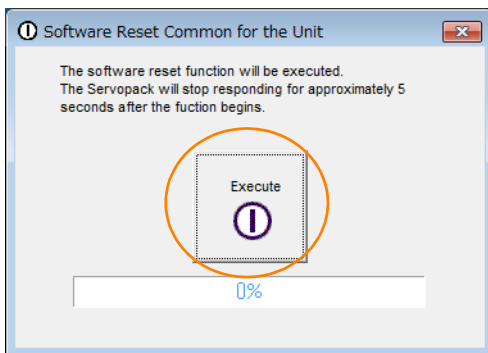 Software Reset Common for the Unit
The software reset function will be executed.
The Servopack will stop responding for approximately 5
seconds after the fuction begins.
Execute
0%